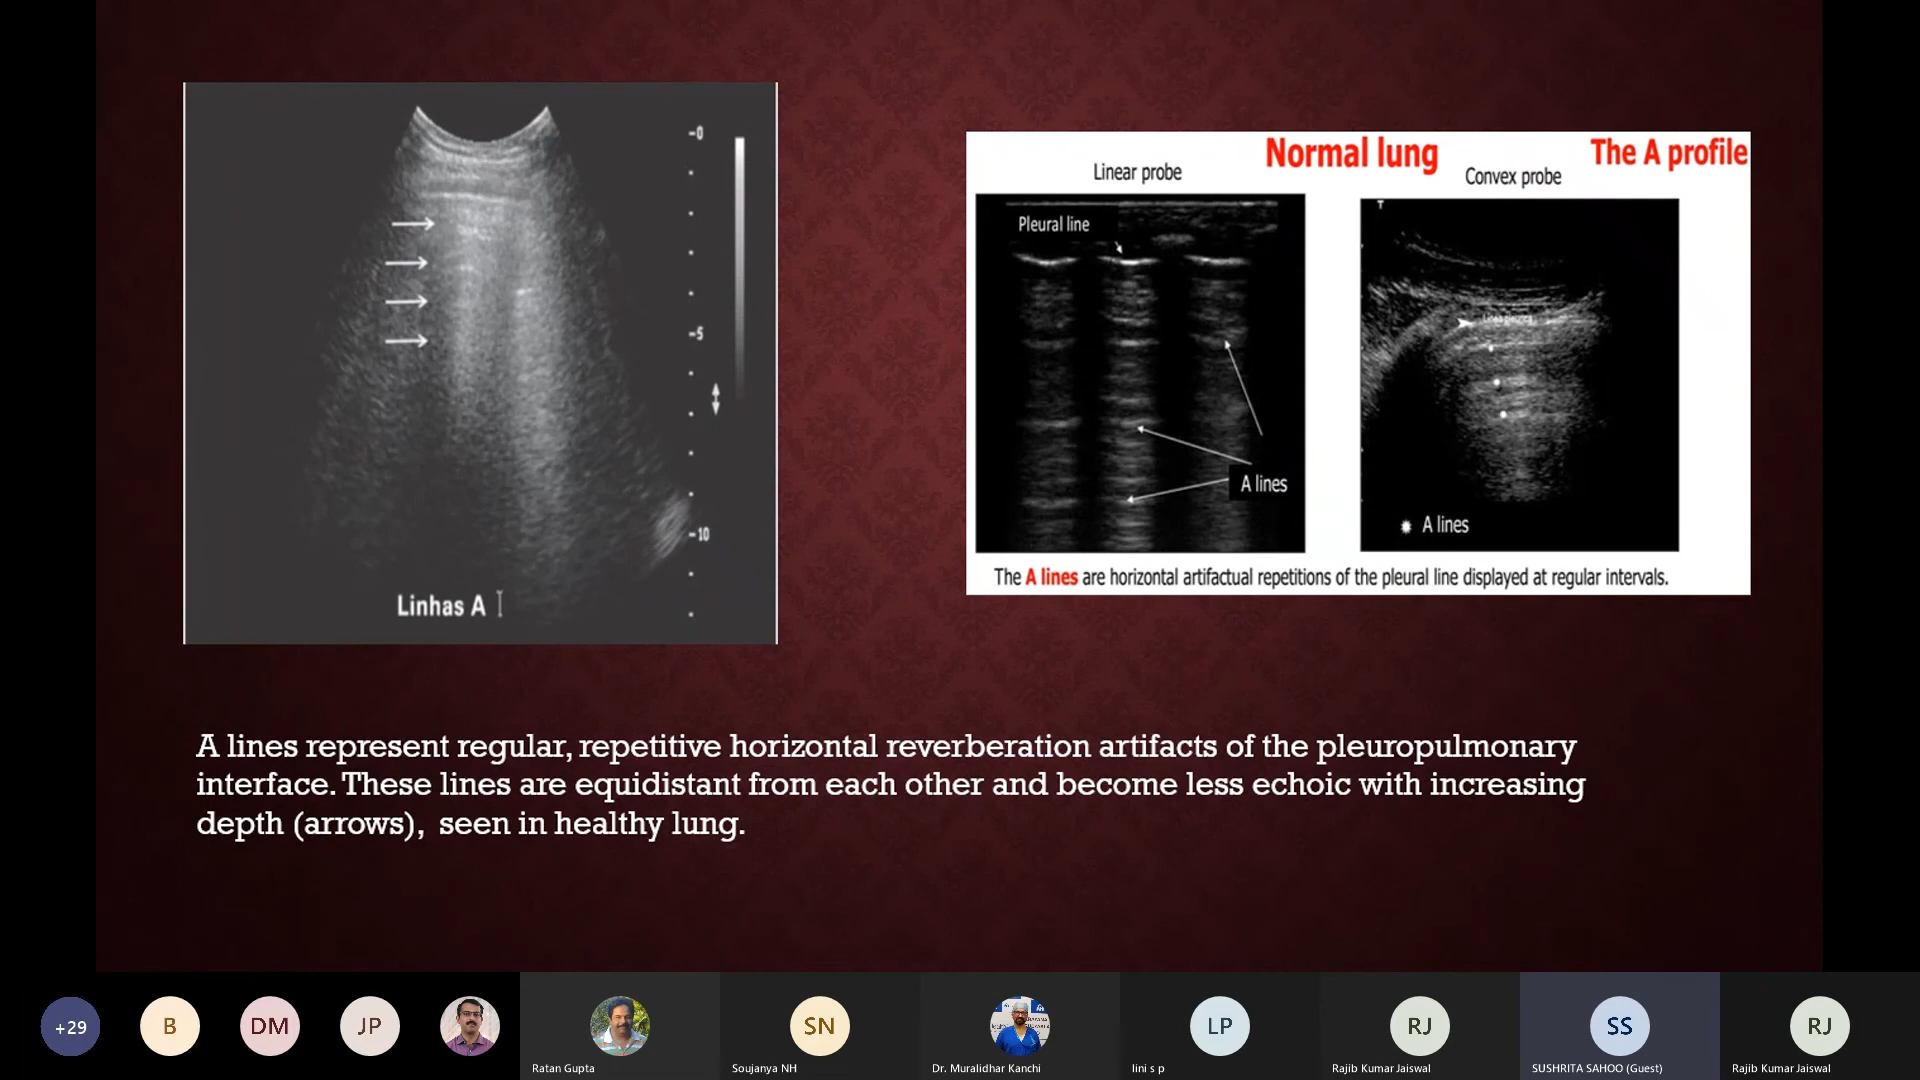 -0
-5
-10
Linhas A
Normal lung
The A profile
Linear probe
Convex probe
Pleural line
T
A lines
A lines
The A lines are horizontal artifactual repetitions of the pleural line displayed at regular intervals.
A lines represent regular, repetitive horizontal reverberation artifacts of the pleuropulmonary
interface. These lines are equidistant from each other and become less echoic with increasing
depth (arrows), seen in healthy lung.
+29
B
DM
JP
SN
LP
RJ
SS
RJ
Ratan Gupta
Soujanya NH
Dr. Muralidhar Kanchi
lini s p
Rajib Kumar Jaiswal
SUSHRITA SAHOO (Guest)
Rajib Kumar Jaiswal